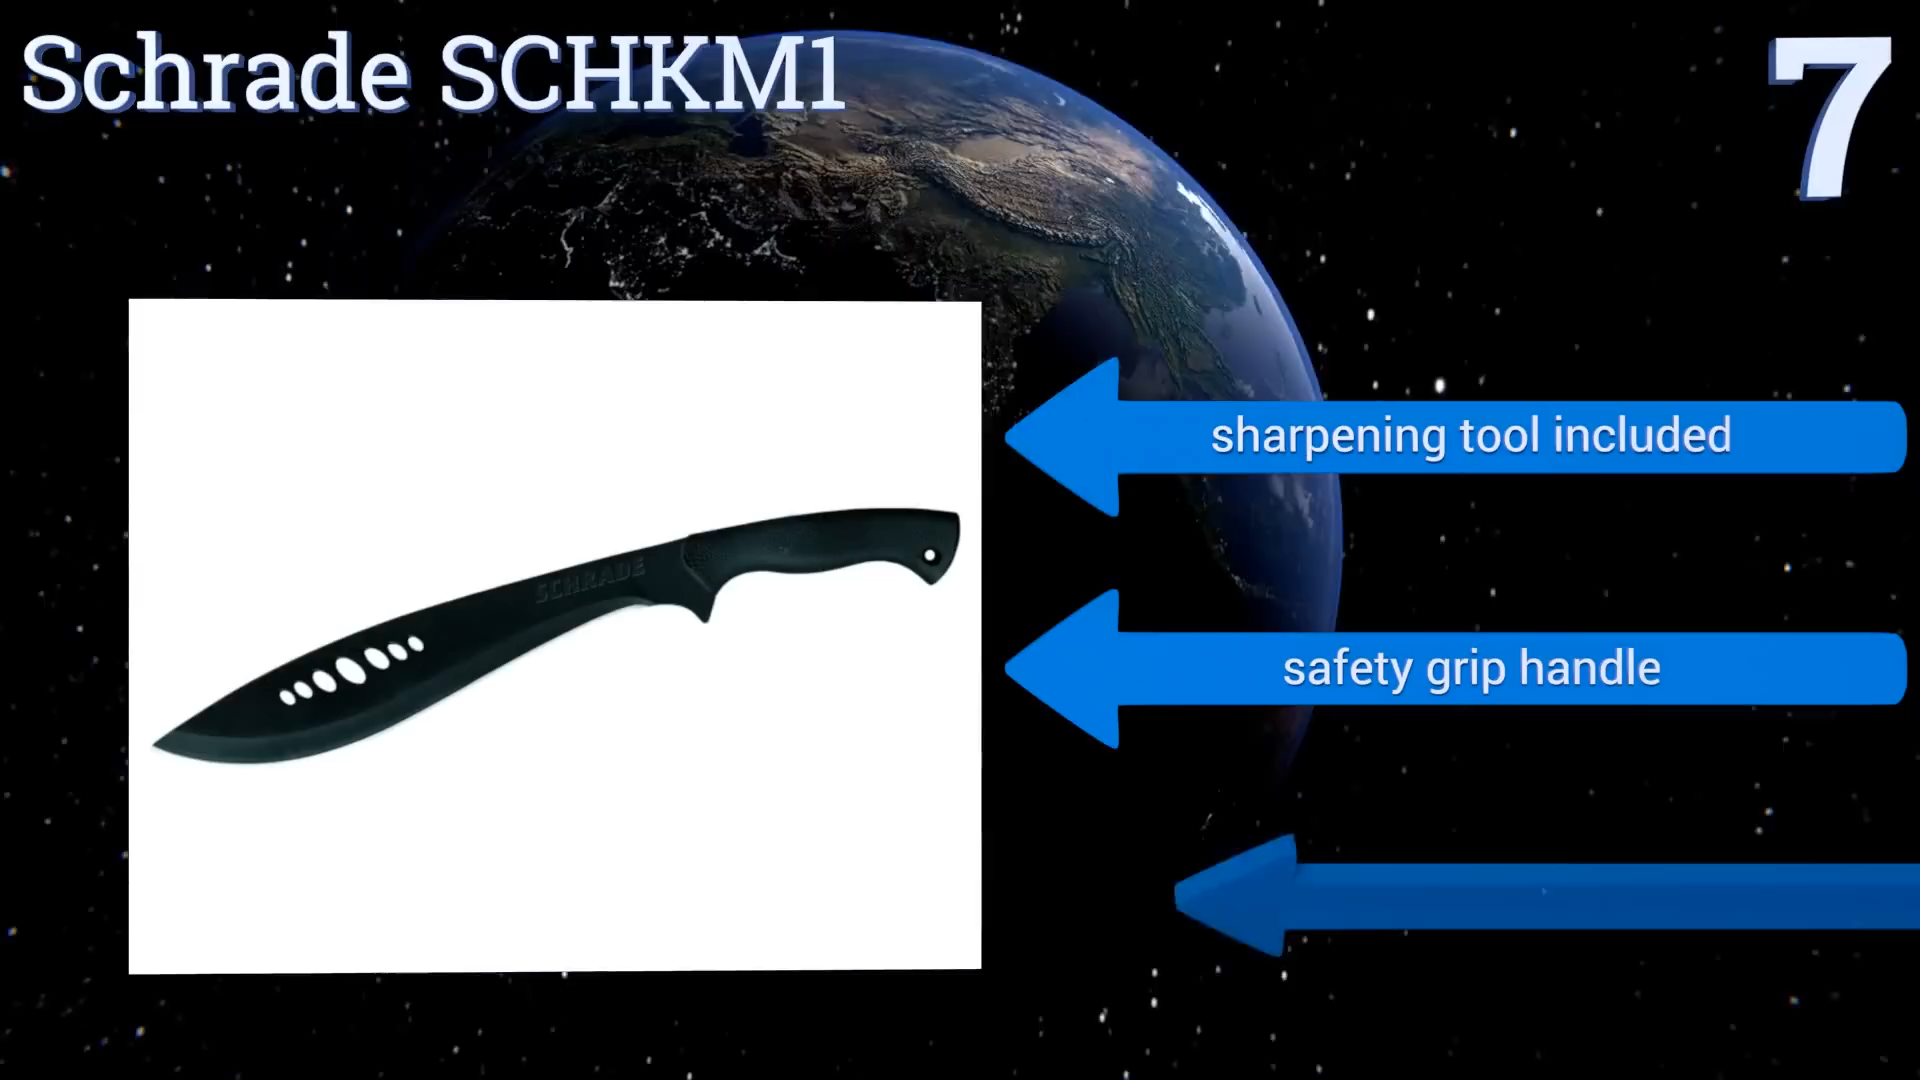 Schrade SCHKM1
7
sharpening tool included
SCHRADE
safety grip handle